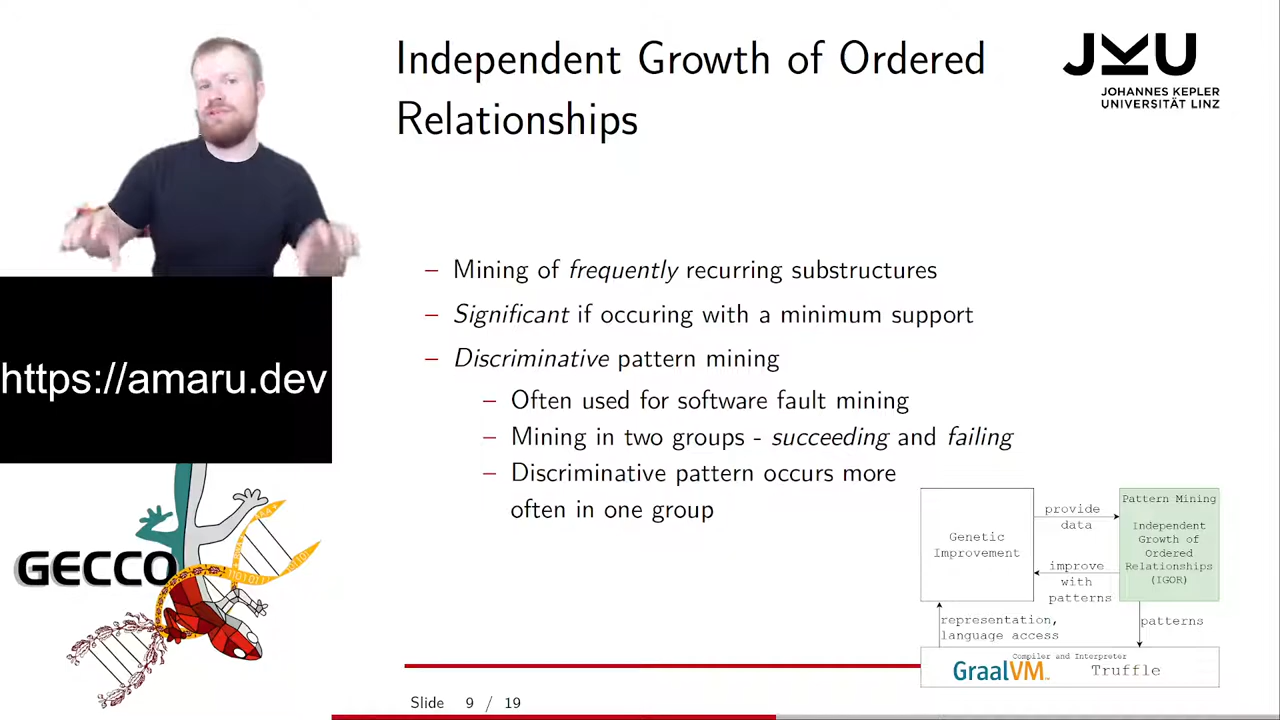 Independent Growth of Ordered
Relationships
JKU
JOHANNES KEPLER
UNIVERSITÄT LINZ
– Mining of frequently recurring substructures
– Significant if occuring with a minimum support
– Discriminative pattern mining
– Often used for software fault mining
– Mining in two groups - succeeding and failing
– Discriminative pattern occurs more
often in one group
https://amaru.dev
GECCO
Genetic
Improvement
provide
data
improve
with
patterns
Pattern Mining
Independent
Growth of
Ordered
Relationships
(IGOR)
representation,
language access
patterns
Compiler and Interpreter
GraalVM
Truffle
Slide 9 / 19